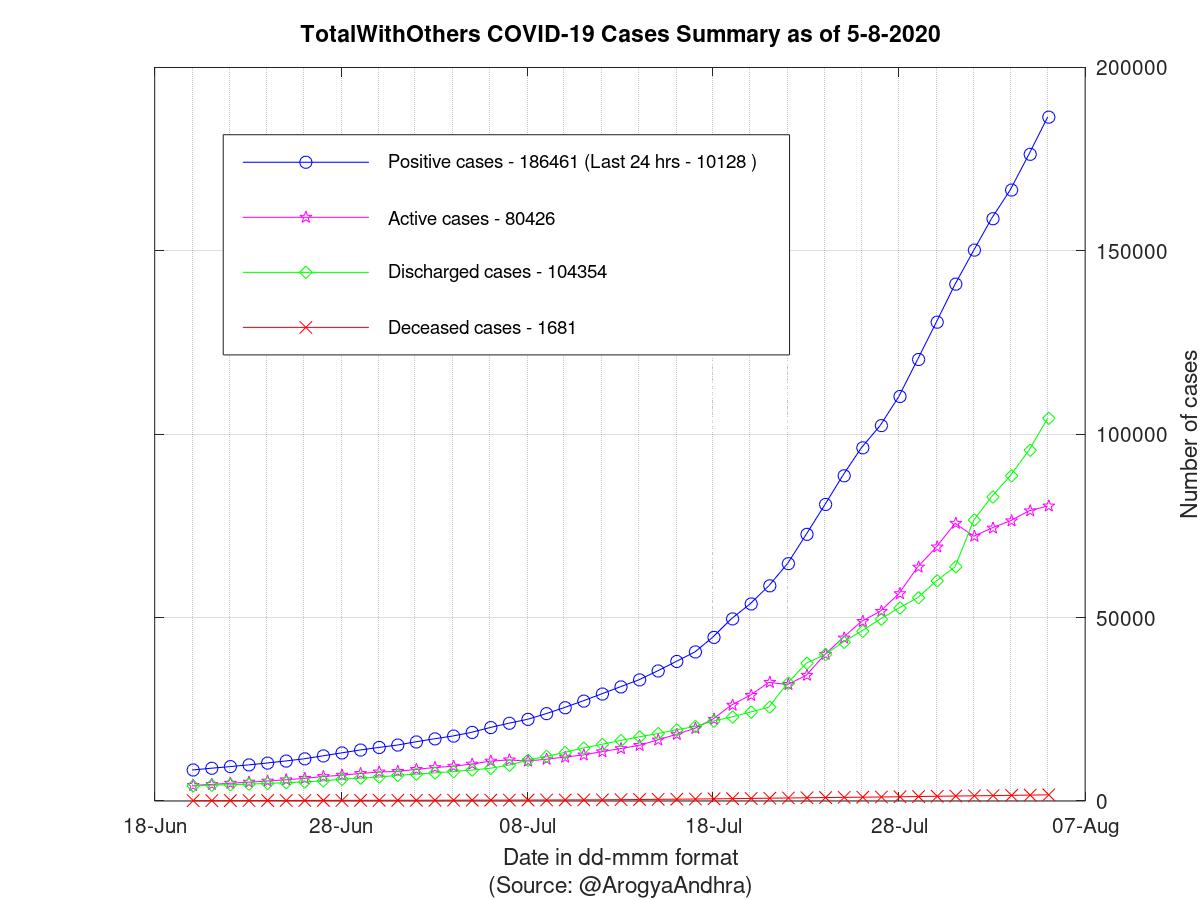 TotalWithOthers COVID-19 Cases Summary as of 5-8-2020
200000
Positive cases - 186461 (Last 24 hrs - 10128 )
Active cases - 80426
150000
Discharged cases - 104354
Deceased cases - 1681
Number of cases
100000
50000
0
18-Jun 28-Jun 08-Jul 18-Jul 28-Jul 07-Aug
Date in dd-mmm format
(Source: @ArogyaAndhra)